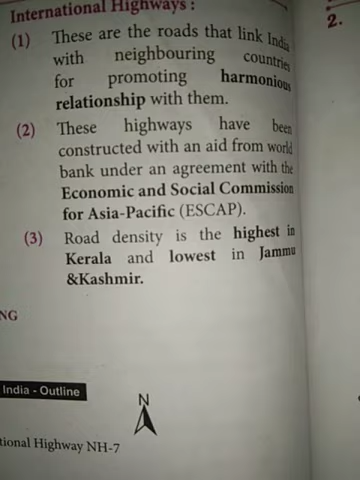 International Highways :
(1) These are the roads that link India
with neighbouring countries
for promoting harmonious
relationship with them.
(2) These highways have been
constructed with an aid from world
bank under an agreement with the
Economic and Social Commission
for Asia-Pacific (ESCAP).
(3) Road density is the highest in
Kerala and lowest in Jammu
&Kashmir.
2.
NG
India - Outline
N
tional Highway NH-7